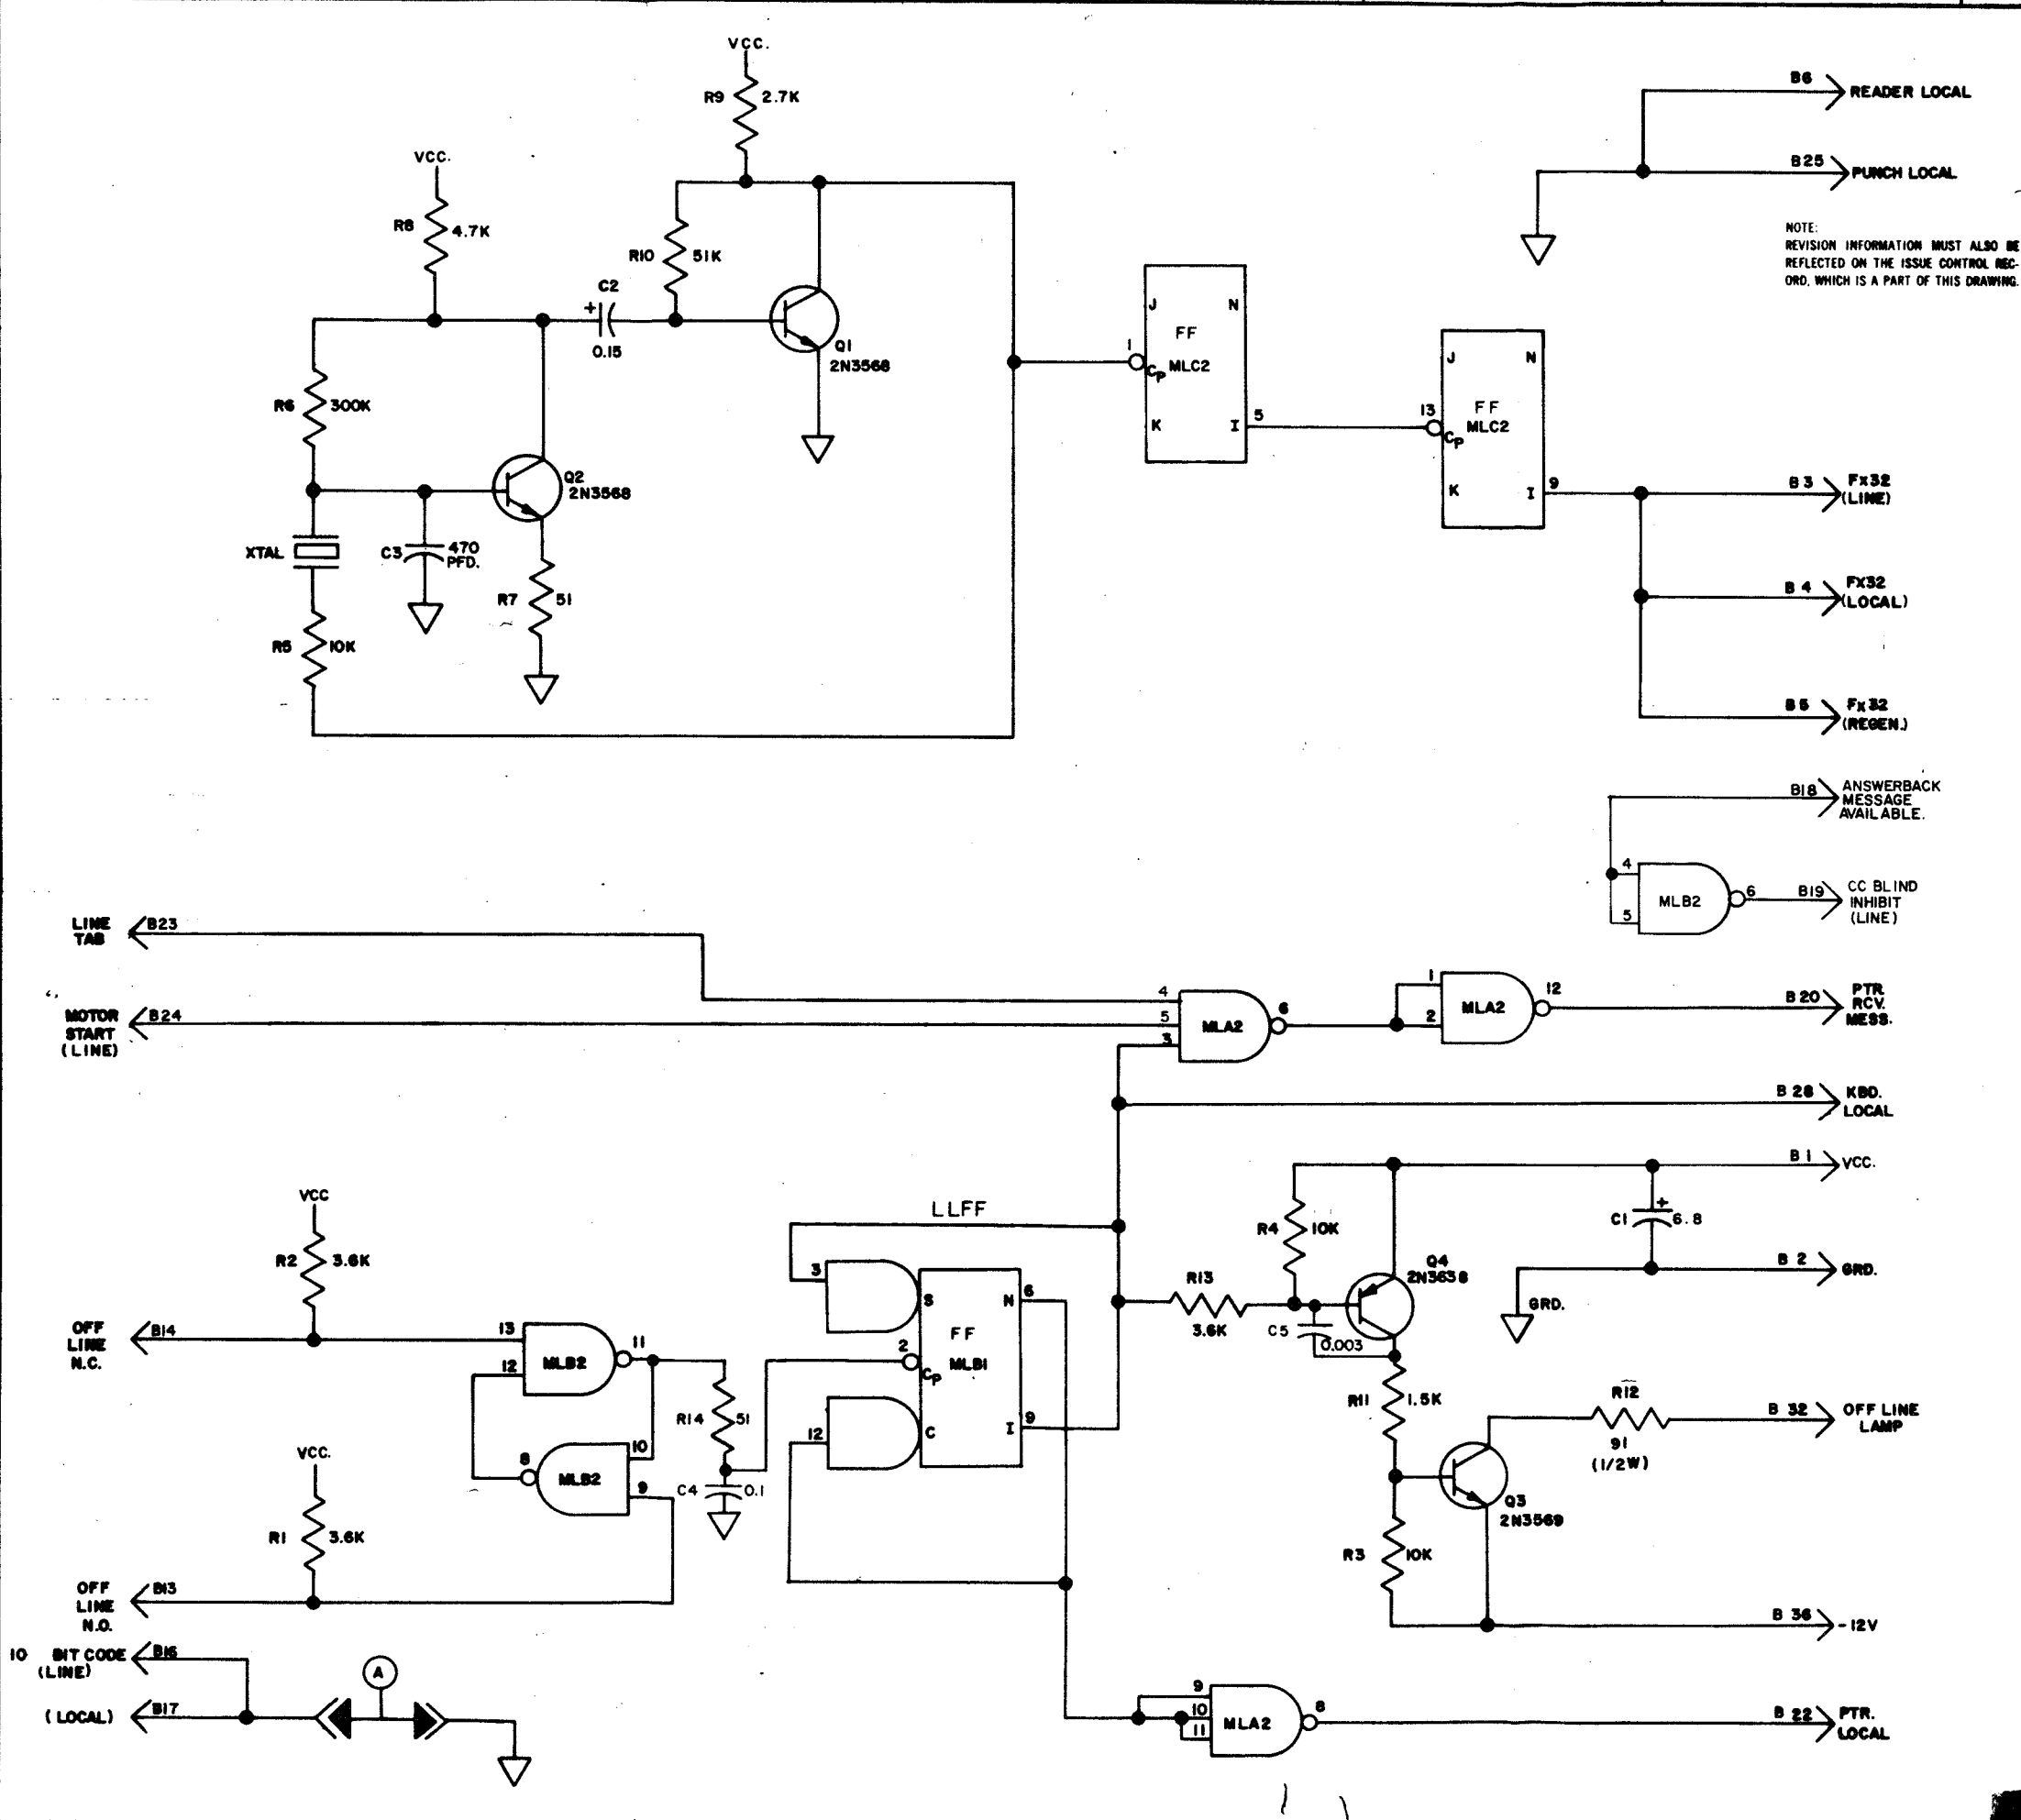 VCC.
R9 2.7K
VCC.
R8 4.7K
R10 51K
C2
+
0.15
Q1
2N3568
R6 300K
Q2
2N3568
XTAL
C3 470
PFD.
R7 51
R5 10K
J N
FF
1
CP MLC2
K I 5
J N
FF
13
MLC2
CP
K I 9
B6 READER LOCAL
B25 PUNCH LOCAL
NOTE:
REVISION INFORMATION MUST ALSO BE
REFLECTED ON THE ISSUE CONTROL REC-
ORD, WHICH IS A PART OF THIS DRAWING.
B3 FX32
(LINE)
B4 FX32
(LOCAL)
B5 FX32
(REGEN.)
B18 ANSWERBACK
MESSAGE
AVAILABLE.
4
5
MLB2
6
B19 CC BLIND
INHIBIT
(LINE)
LINE
TAB
B23
MOTOR
START
(LINE)
B24
4
5
3
MLA2
6
1
2
MLA2
12
B20 PTR.
RCV.
MESS.
B28 KBD.
LOCAL
B1 VCC.
C1 + 6.8
B2 GRD.
GRD.
VCC
R2 3.6K
OFF
LINE
N.C.
B14
13
12
MLB2
11
VCC.
R1 3.6K
8
MLB2
10
9
R14 51
C4 0.1
OFF
LINE
N.O.
B13
LLFF
3
S N 6
FF
2
CP MLB1
12
C I 9
R4 10K
R13
3.6K
C5 0.003
Q4
2N3638
R11 1.5K
R12
91
(1/2W)
B32 OFF LINE
LAMP
Q3
2N3569
R3 10K
B36 -12V
10 BIT CODE
(LINE)
B16
(LOCAL) B17
A
9
10
11
MLA2
8
B22 PTR.
LOCAL